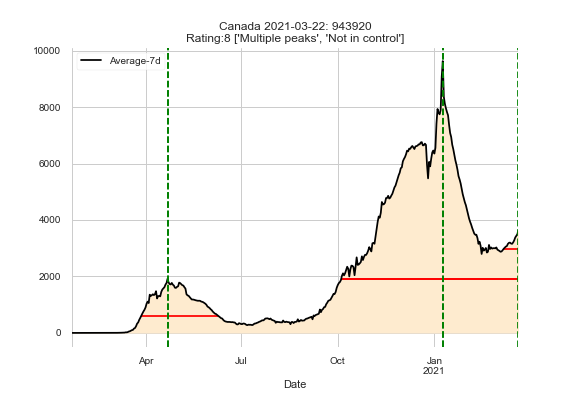 Canada 2021-03-22: 943920
Rating:8 ['Multiple peaks', 'Not in control']
Average-7d
10000
8000
6000
4000
2000
0
Apr Jul Oct Jan
2021
Date